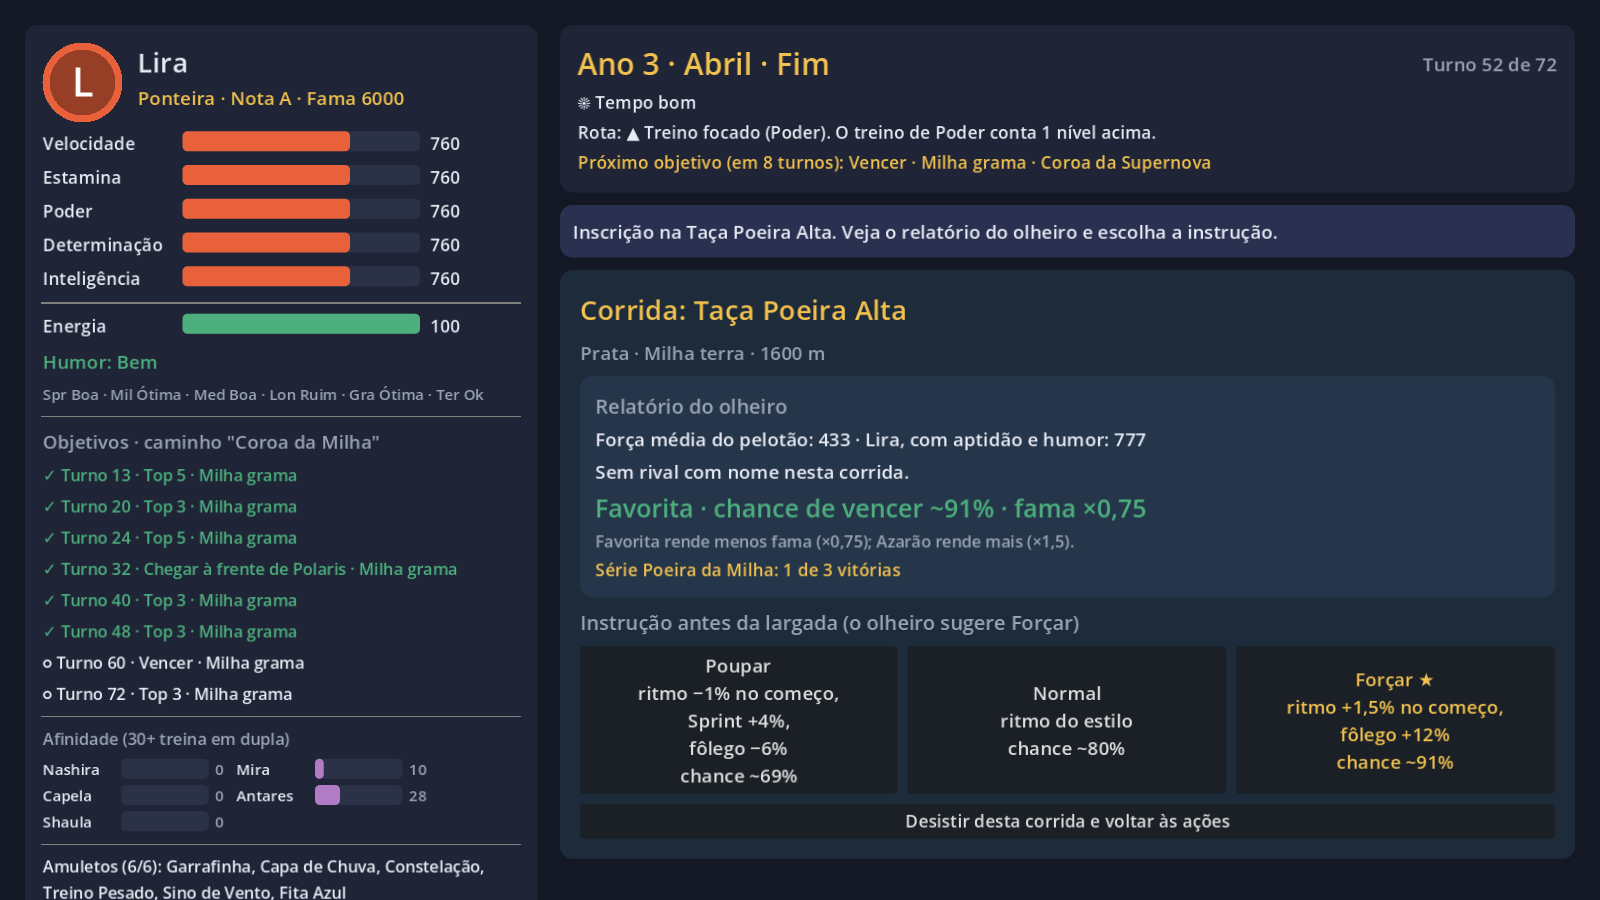 L
Lira
Ponteira · Nota A · Fama 6000
Velocidade 760
Estamina 760
Poder 760
Determinação 760
Inteligência 760
Energia 100
Humor: Bem
Spr Boa · Mil Ótima · Med Boa · Lon Ruim · Gra Ótima · Ter Ok
Objetivos · caminho "Coroa da Milha"
✓ Turno 13 · Top 5 · Milha grama
✓ Turno 20 · Top 3 · Milha grama
✓ Turno 24 · Top 5 · Milha grama
✓ Turno 32 · Chegar à frente de Polaris · Milha grama
✓ Turno 40 · Top 3 · Milha grama
✓ Turno 48 · Top 3 · Milha grama
○ Turno 60 · Vencer · Milha grama
○ Turno 72 · Top 3 · Milha grama
Afinidade (30+ treina em dupla)
Nashira 0 Mira 10
Capela 0 Antares 28
Shaula 0
Amuletos (6/6): Garrafinha, Capa de Chuva, Constelação,
Treino Pesado, Sino de Vento, Fita Azul
Ano 3 · Abril · Fim
Turno 52 de 72
☀ Tempo bom
Rota: ▲ Treino focado (Poder). O treino de Poder conta 1 nível acima.
Próximo objetivo (em 8 turnos): Vencer · Milha grama · Coroa da Supernova
Inscrição na Taça Poeira Alta. Veja o relatório do olheiro e escolha a instrução.
Corrida: Taça Poeira Alta
Prata · Milha terra · 1600 m
Relatório do olheiro
Força média do pelotão: 433 · Lira, com aptidão e humor: 777
Sem rival com nome nesta corrida.
Favorita · chance de vencer ~91% · fama ×0,75
Favorita rende menos fama (×0,75); Azarão rende mais (×1,5).
Série Poeira da Milha: 1 de 3 vitórias
Instrução antes da largada (o olheiro sugere Forçar)
Poupar
ritmo −1% no começo,
Sprint +4%,
fôlego −6%
chance ~69%
Normal
ritmo do estilo
chance ~80%
Forçar ★
ritmo +1,5% no começo,
fôlego +12%
chance ~91%
Desistir desta corrida e voltar às ações